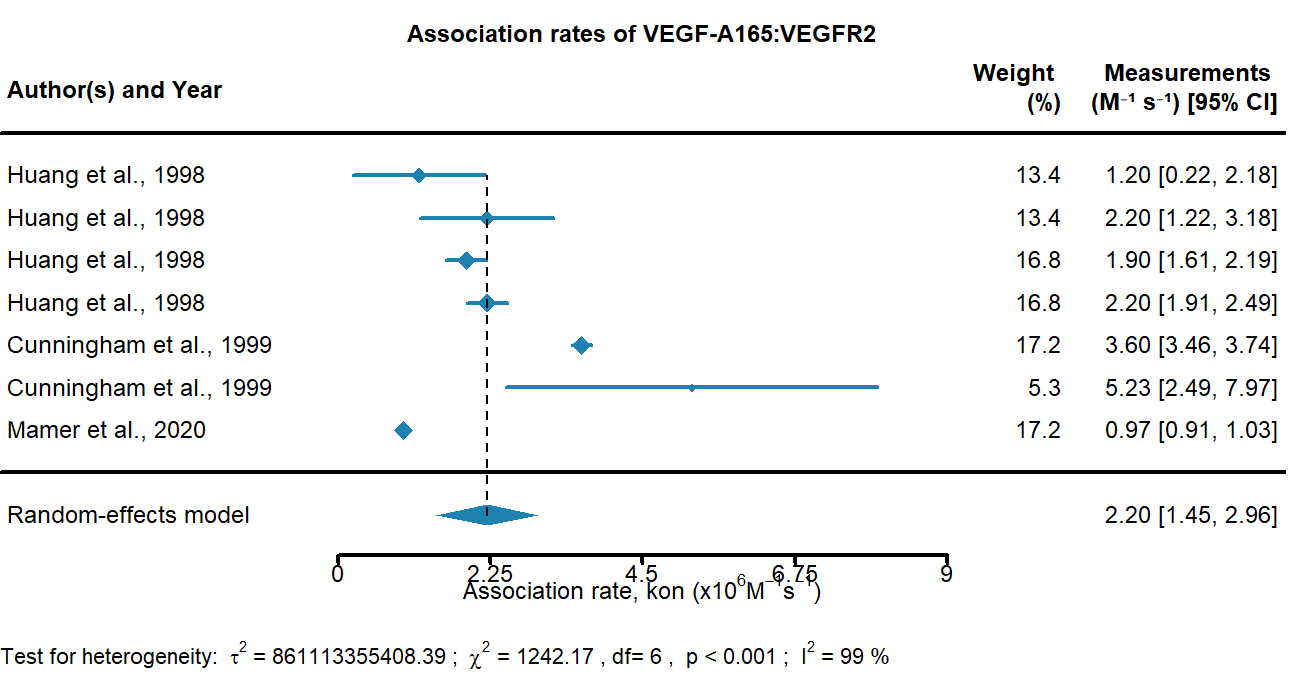 Association rates of VEGF-A165:VEGFR2
Author(s) and Year Weight (%) Measurements (M⁻¹ s⁻¹) [95% CI]
Huang et al., 1998 13.4 1.20 [0.22, 2.18]
Huang et al., 1998 13.4 2.20 [1.22, 3.18]
Huang et al., 1998 16.8 1.90 [1.61, 2.19]
Huang et al., 1998 16.8 2.20 [1.91, 2.49]
Cunningham et al., 1999 17.2 3.60 [3.46, 3.74]
Cunningham et al., 1999 5.3 5.23 [2.49, 7.97]
Mamer et al., 2020 17.2 0.97 [0.91, 1.03]
Random-effects model 2.20 [1.45, 2.96]
0 2.25 4.5 6.75 9
Association rate, kon (x10⁶M⁻¹s⁻¹)
Test for heterogeneity: τ² = 861113355408.39 ; χ² = 1242.17 , df= 6 , p < 0.001 ; I² = 99 %